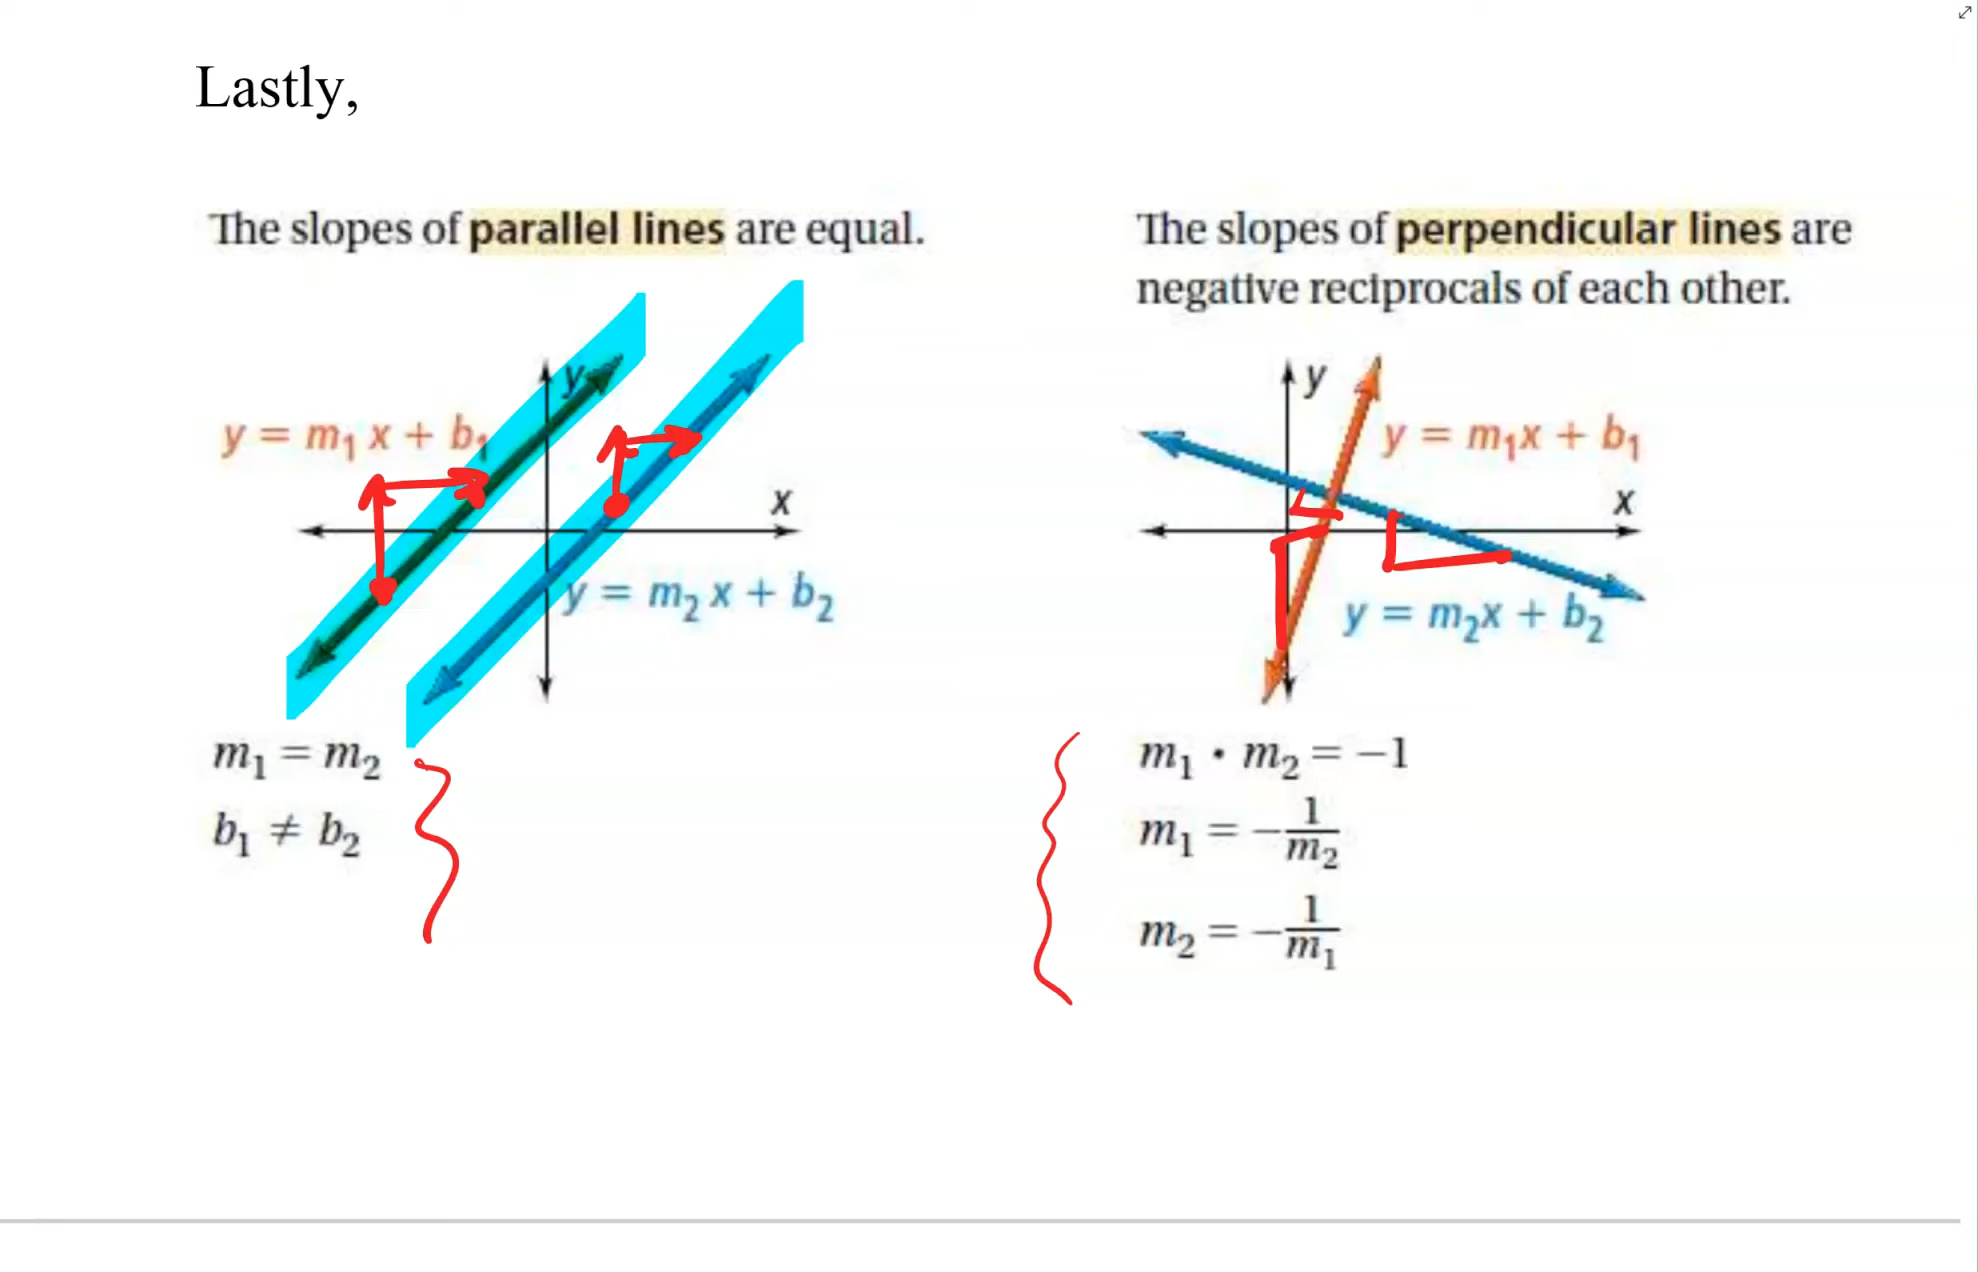 Lastly,
The slopes of parallel lines are equal.
y
y = m₁ x + b₁
x
y = m₂ x + b₂
m₁ = m₂
b₁ ≠ b₂
The slopes of perpendicular lines are
negative reciprocals of each other.
y
y = m₁x + b₁
x
y = m₂x + b₂
m₁ · m₂ = −1
m₁ = −1/m₂
m₂ = −1/m₁